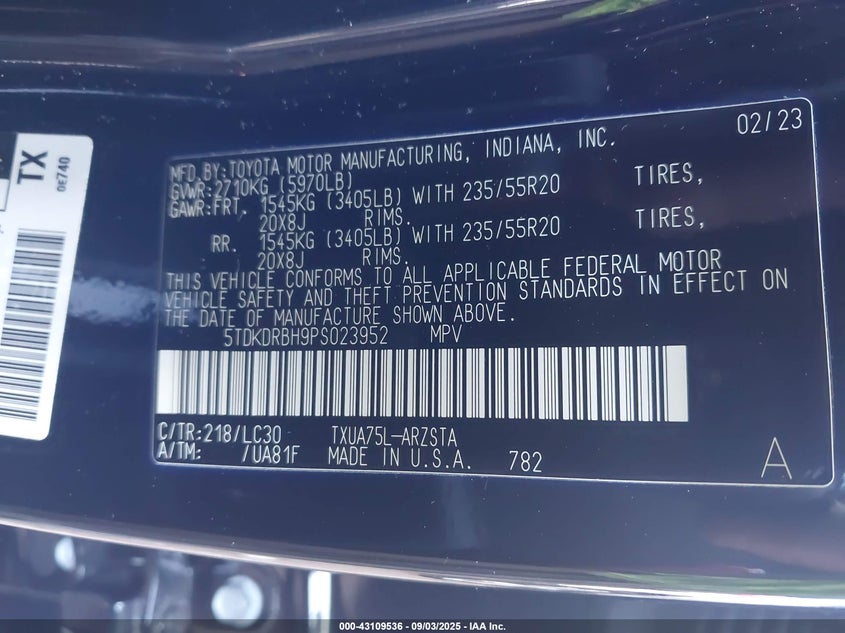 TX
0E740
02/23
MFD.BY:TOYOTA MOTOR MANUFACTURING, INDIANA, INC.
GVWR:2710KG (5970LB)
GAWR:FRT. 1545KG (3405LB) WITH 235/55R20 TIRES,
20X8J RIMS.
RR. 1545KG (3405LB) WITH 235/55R20 TIRES,
20X8J RIMS.
THIS VEHICLE CONFORMS TO ALL APPLICABLE FEDERAL MOTOR
VEHICLE SAFETY AND THEFT PREVENTION STANDARDS IN EFFECT ON
THE DATE OF MANUFACTURE SHOWN ABOVE.
5TDKDRBH9PS023952 MPV
C/TR:218/LC30 TXUA75L-ARZSTA
A/TM: /UA81F MADE IN U.S.A. 782
A
000-43109536 - 09/03/2025 - IAA Inc.